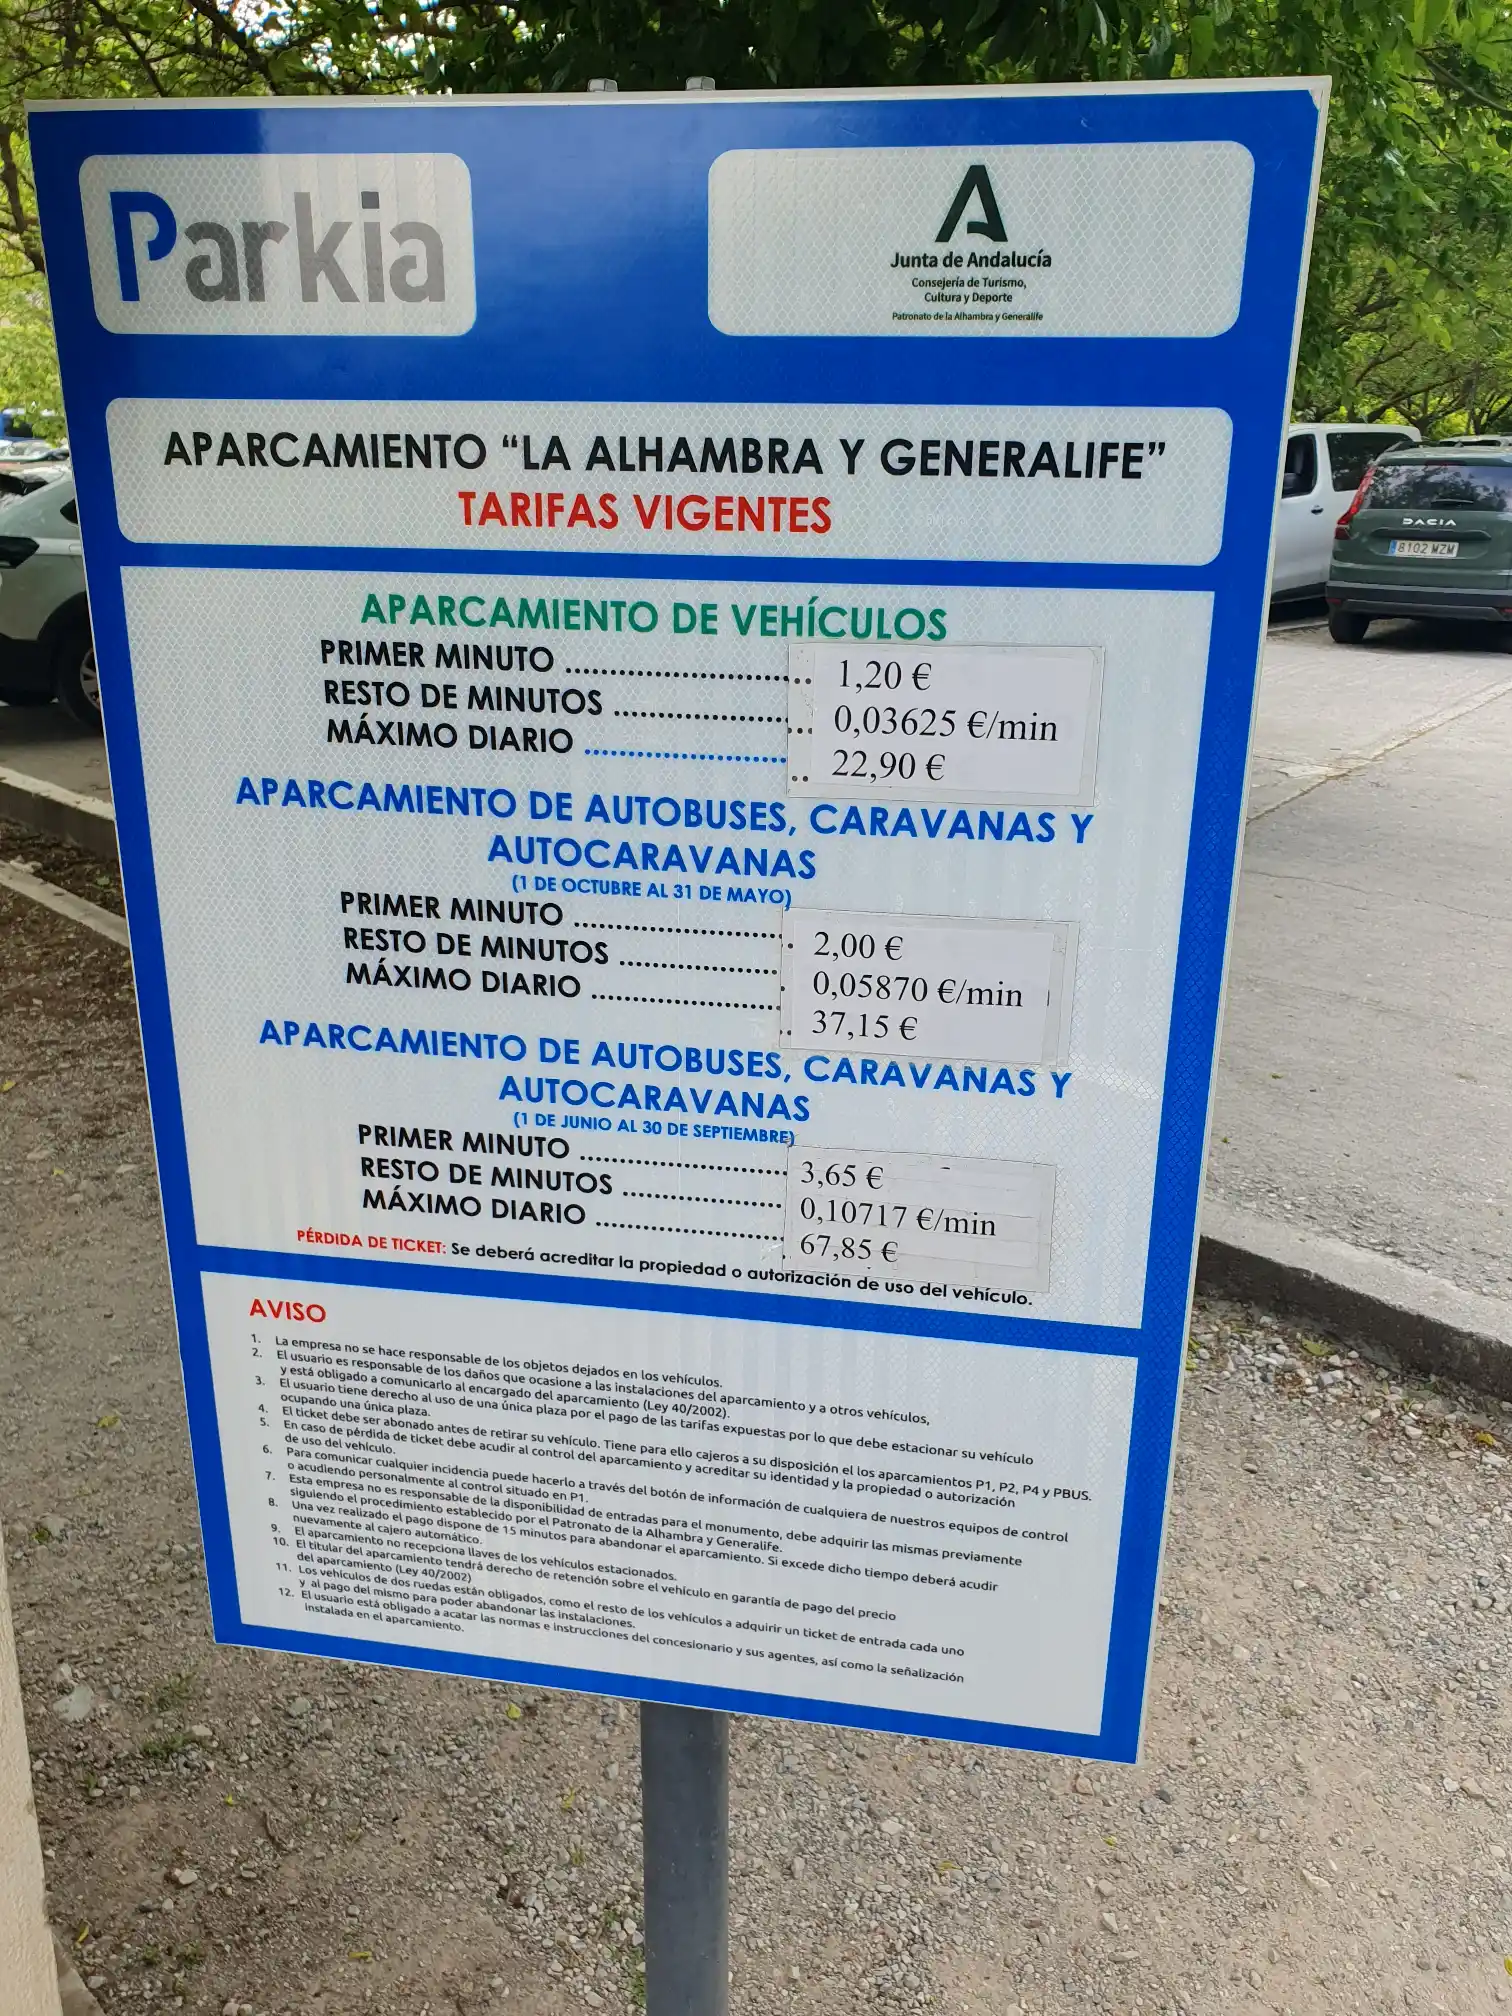 Parkia
Junta de Andalucía
Consejería de Turismo,
Cultura y Deporte
Patronato de la Alhambra y Generalife
APARCAMIENTO “LA ALHAMBRA Y GENERALIFE”
TARIFAS VIGENTES
APARCAMIENTO DE VEHÍCULOS
PRIMER MINUTO .......................... 1,20 €
RESTO DE MINUTOS .................... 0,03625 €/min
MÁXIMO DIARIO ........................ 22,90 €
APARCAMIENTO DE AUTOBUSES, CARAVANAS Y
AUTOCARAVANAS
(1 DE OCTUBRE AL 31 DE MAYO)
PRIMER MINUTO .......................... 2,00 €
RESTO DE MINUTOS .................... 0,05870 €/min
MÁXIMO DIARIO ........................ 37,15 €
APARCAMIENTO DE AUTOBUSES, CARAVANAS Y
AUTOCARAVANAS
(1 DE JUNIO AL 30 DE SEPTIEMBRE)
PRIMER MINUTO .......................... 3,65 €
RESTO DE MINUTOS .................... 0,10717 €/min
MÁXIMO DIARIO ........................ 67,85 €
PÉRDIDA DE TICKET: Se deberá acreditar la propiedad o autorización de uso del vehículo.
AVISO
1. La empresa no se hace responsable de los objetos dejados en los vehículos.
2. El usuario es responsable de los daños que ocasione a las instalaciones del aparcamiento y a otros vehículos,
y está obligado a comunicarlo al encargado del aparcamiento (Ley 40/2002).
3. El usuario tiene derecho al uso de una única plaza por el pago de las tarifas expuestas por lo que debe estacionar su vehículo
ocupando una única plaza.
4. El ticket debe ser abonado antes de retirar su vehículo. Tiene para ello cajeros a su disposición el los aparcamientos P1, P2, P4 y PBUS.
5. En caso de pérdida de ticket debe acudir al control del aparcamiento y acreditar su identidad y la propiedad o autorización
de uso del vehículo.
6. Para comunicar cualquier incidencia puede hacerlo a través del botón de información de cualquiera de nuestros equipos de control
o acudiendo personalmente al control situado en P1.
7. Esta empresa no es responsable de la disponibilidad de entradas para el monumento, debe adquirir las mismas previamente
siguiendo el procedimiento establecido por el Patronato de la Alhambra y Generalife.
8. Una vez realizado el pago dispone de 15 minutos para abandonar el aparcamiento. Si excede dicho tiempo deberá acudir
nuevamente al cajero automático.
9. El aparcamiento no recepciona llaves de los vehículos estacionados.
10. El titular del aparcamiento tendrá derecho de retención sobre el vehículo en garantía de pago del precio
del aparcamiento (Ley 40/2002)
11. Los vehículos de dos ruedas están obligados, como el resto de los vehículos a adquirir un ticket de entrada cada uno
y al pago del mismo para poder abandonar las instalaciones.
12. El usuario está obligado a acatar las normas e instrucciones del concesionario y sus agentes, así como la señalización
instalada en el aparcamiento.
DACIA
8102 MZM